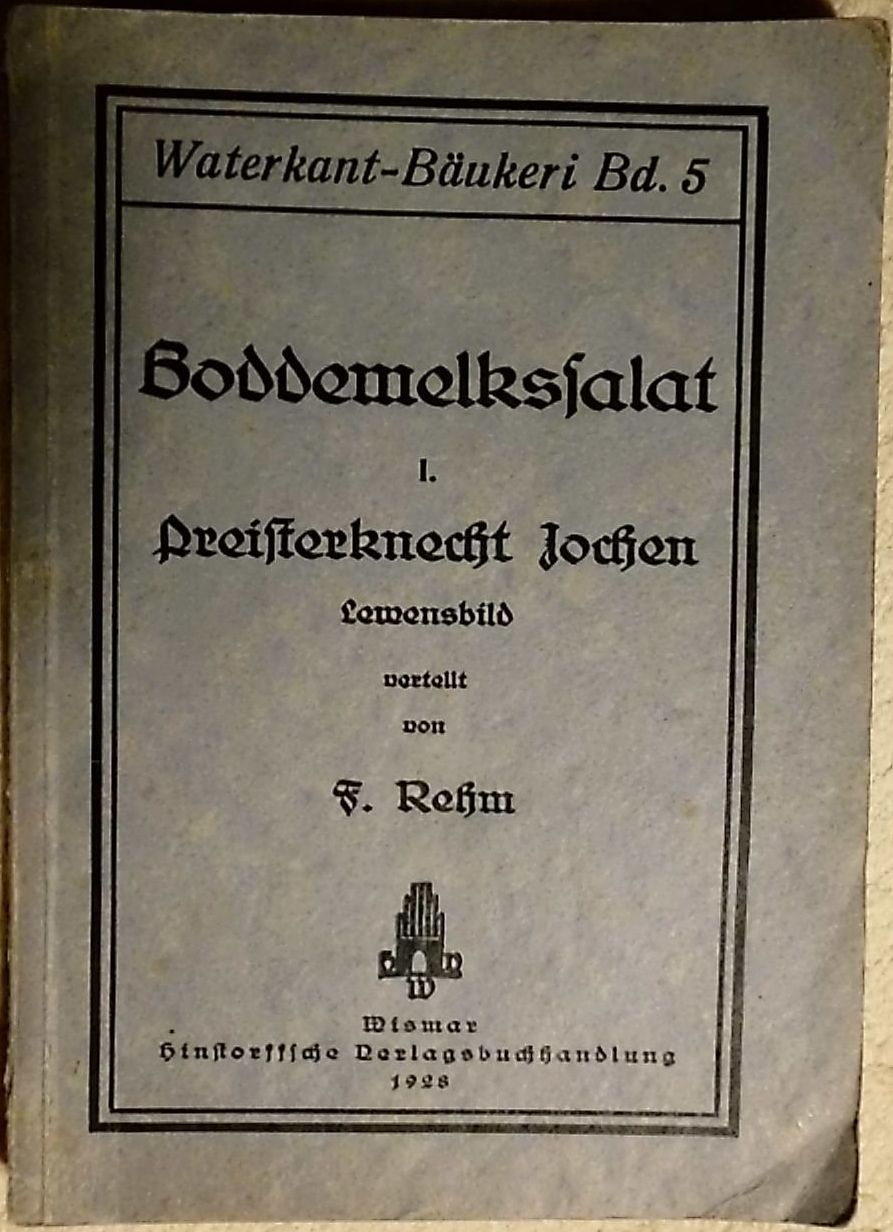 Waterkant-Bäukeri Bd. 5
Boddemelksſalat
I.
Preiſterknecht Jochen
Lewensbild
vertellt
von
F. Rehm
H V
W
Wismar
Hinſtorffſche Verlagsbuchhandlung
1928